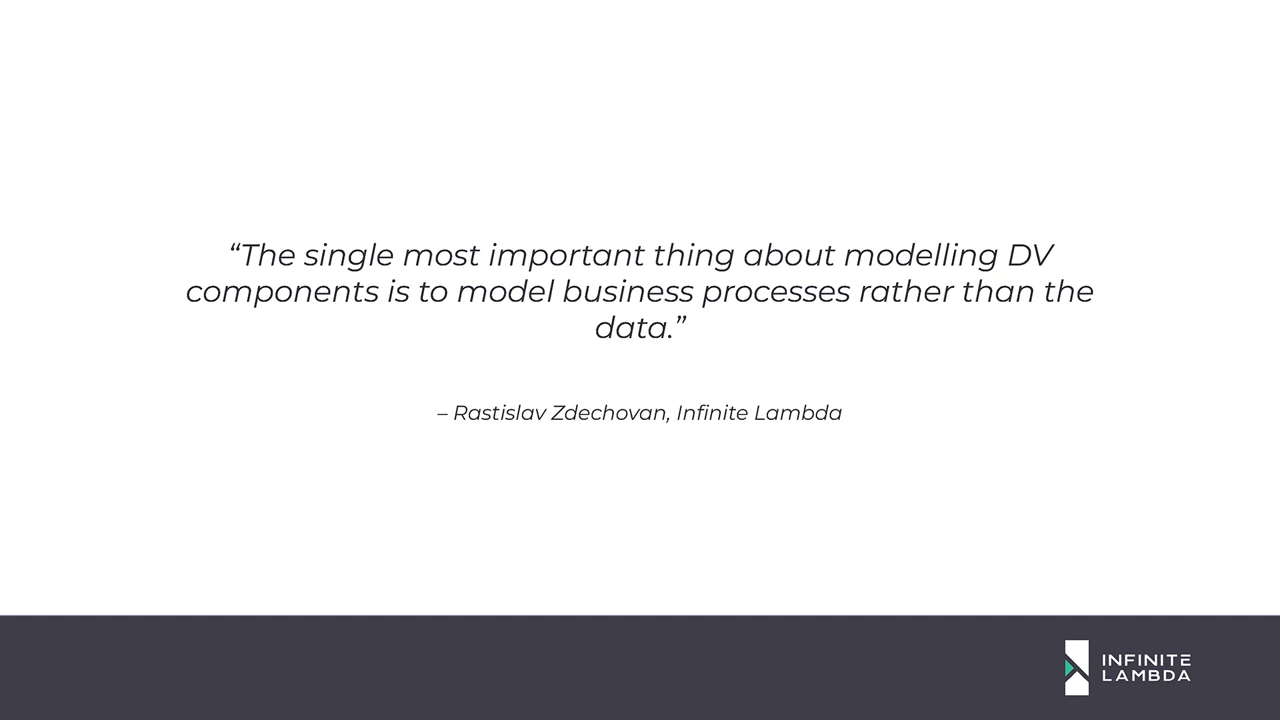 “The single most important thing about modelling DV
components is to model business processes rather than the
data.”
– Rastislav Zdechovan, Infinite Lambda
INFINITE
LAMBDA